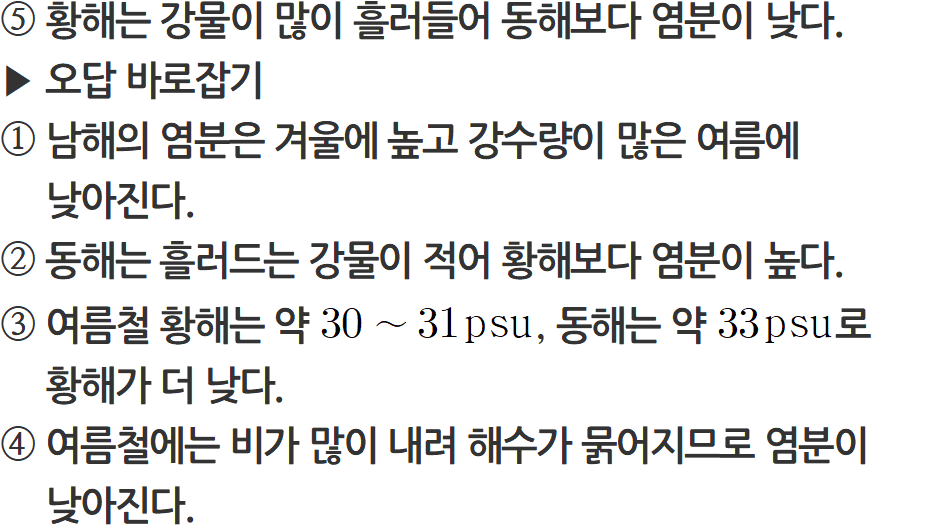 ⑤ 황해는 강물이 많이 흘러들어 동해보다 염분이 낮다.
▶ 오답 바로잡기
① 남해의 염분은 겨울에 높고 강수량이 많은 여름에
낮아진다.
② 동해는 흘러드는 강물이 적어 황해보다 염분이 높다.
③ 여름철 황해는 약 30 ~ 31psu, 동해는 약 33psu로
황해가 더 낮다.
④ 여름철에는 비가 많이 내려 해수가 묽어지므로 염분이
낮아진다.